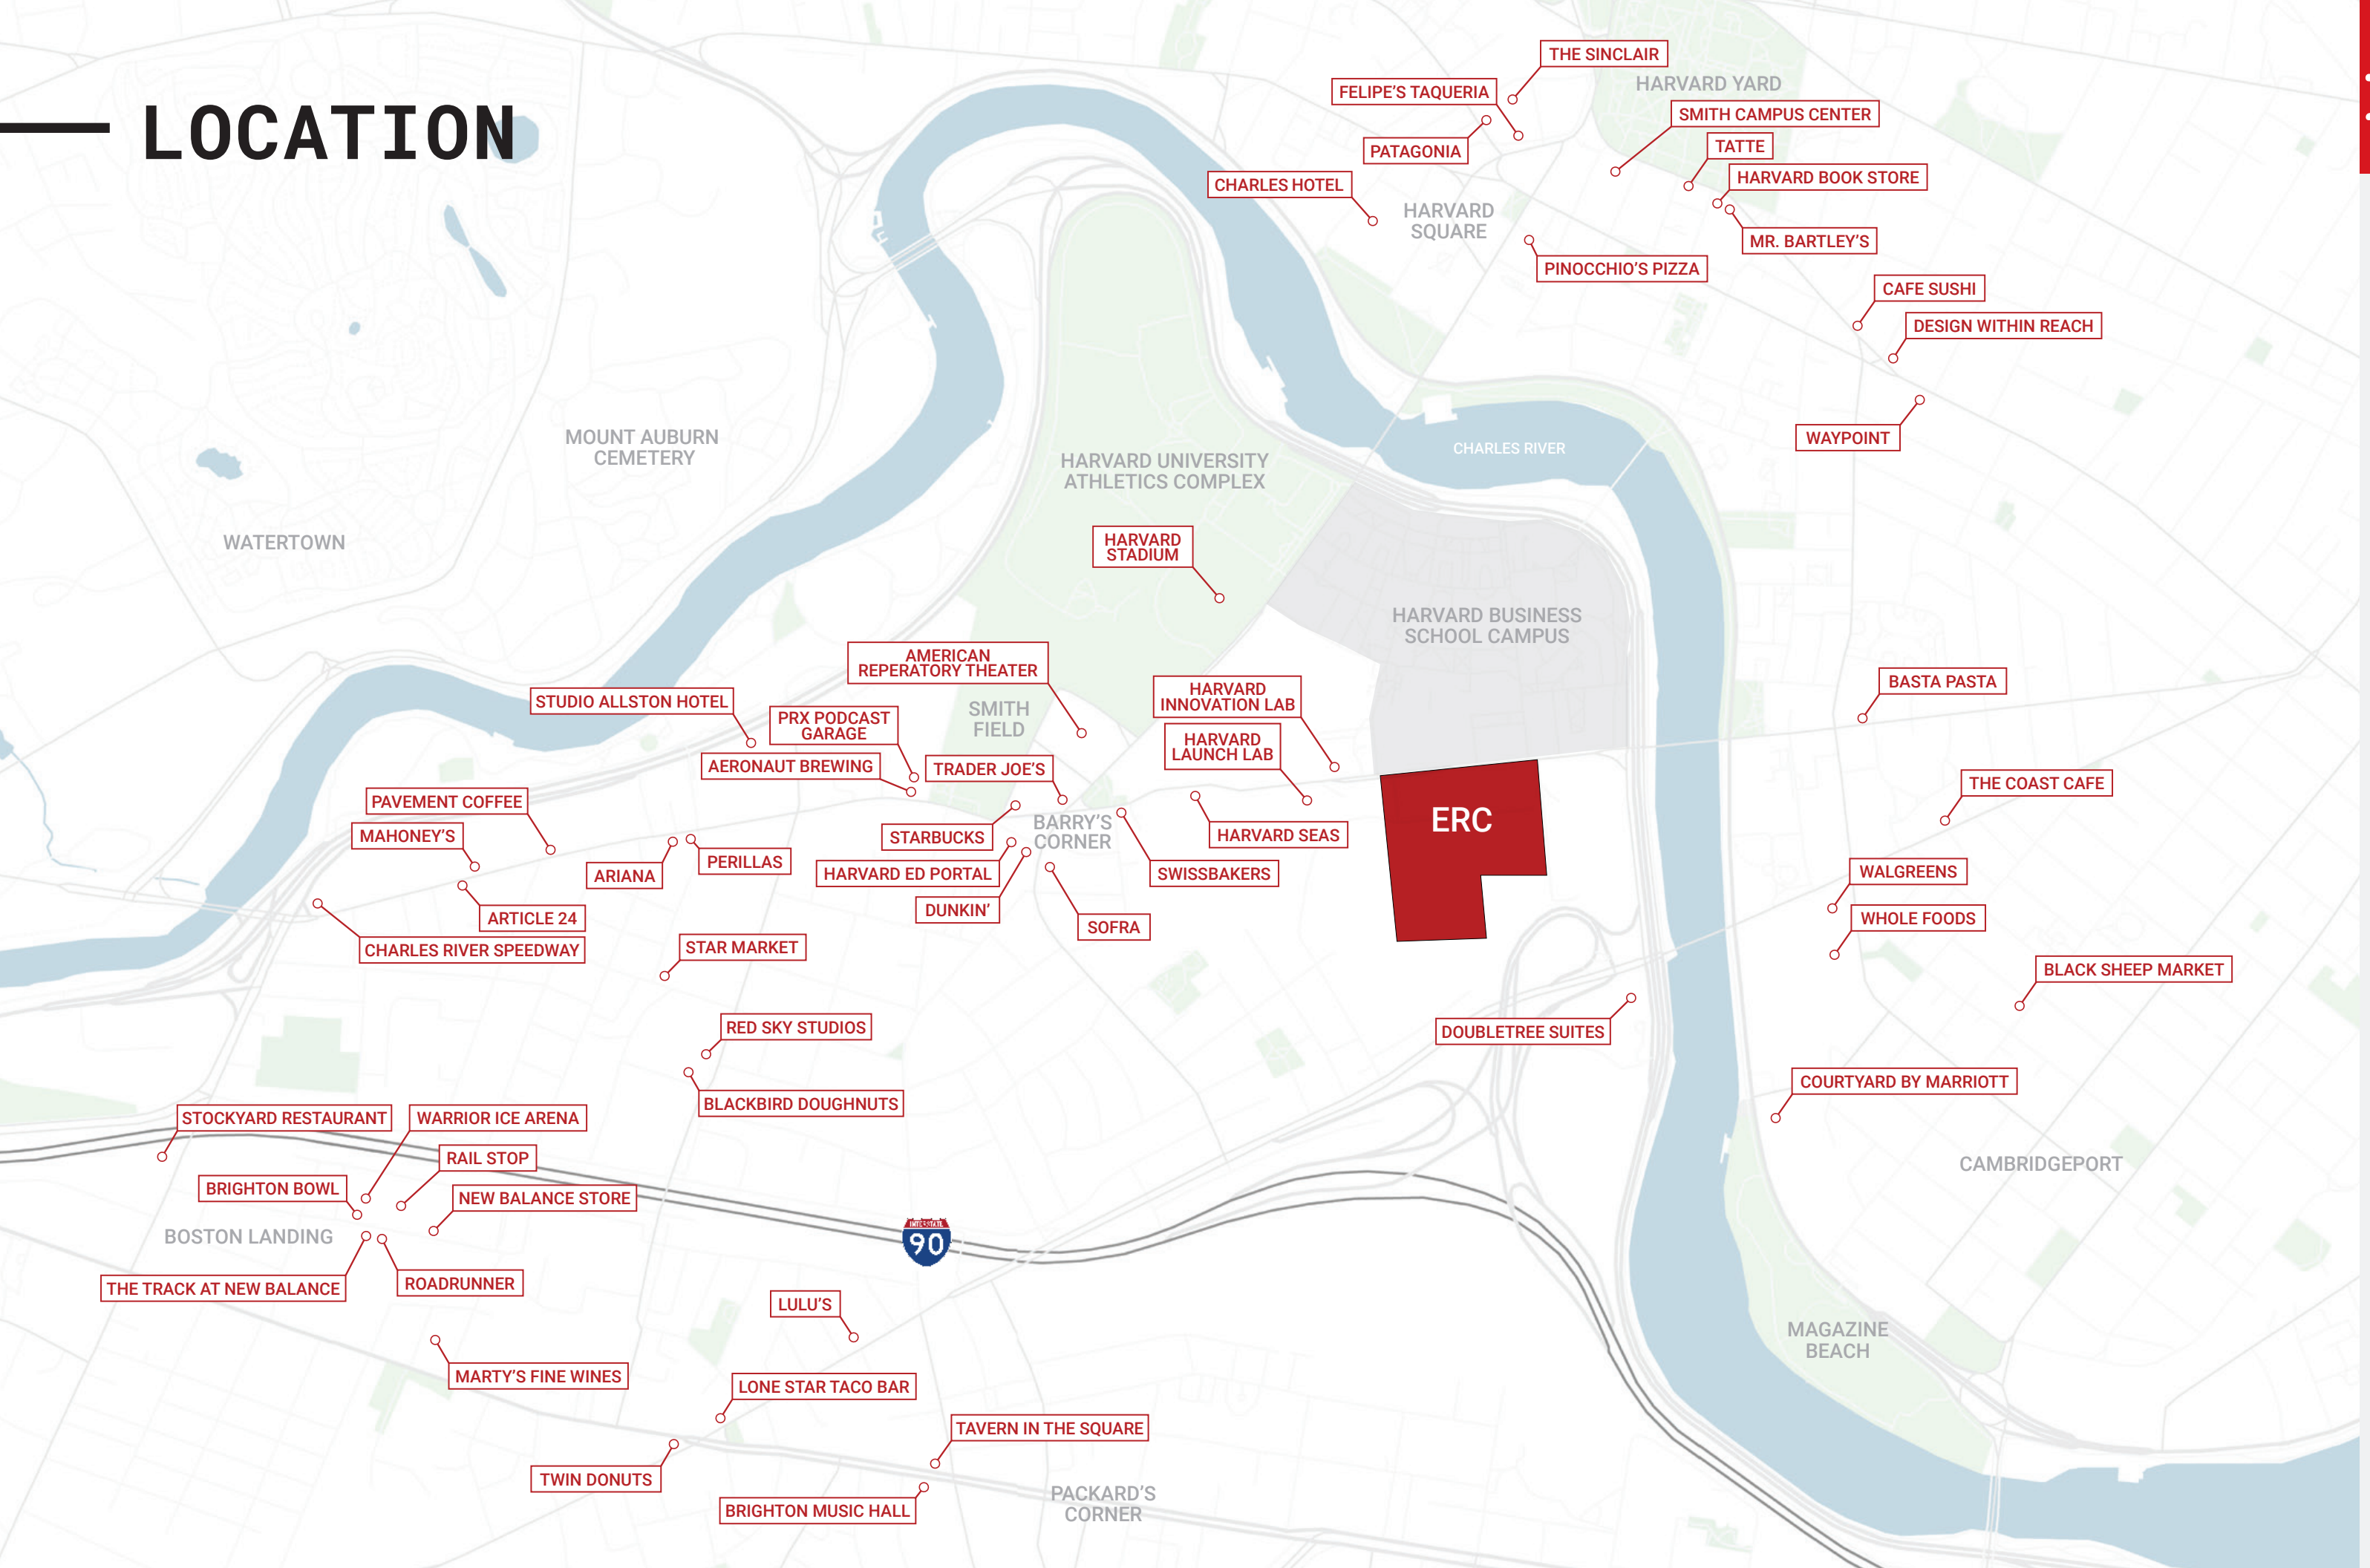 LOCATION
THE SINCLAIR
HARVARD YARD
FELIPE'S TAQUERIA
SMITH CAMPUS CENTER
PATAGONIA
TATTE
HARVARD BOOK STORE
CHARLES HOTEL
HARVARD
SQUARE
MR. BARTLEY'S
PINOCCHIO'S PIZZA
CAFE SUSHI
DESIGN WITHIN REACH
WAYPOINT
MOUNT AUBURN
CEMETERY
CHARLES RIVER
HARVARD UNIVERSITY
ATHLETICS COMPLEX
WATERTOWN
HARVARD
STADIUM
HARVARD BUSINESS
SCHOOL CAMPUS
AMERICAN
REPERATORY THEATER
BASTA PASTA
STUDIO ALLSTON HOTEL
HARVARD
INNOVATION LAB
PRX PODCAST
GARAGE
SMITH
FIELD
HARVARD
LAUNCH LAB
AERONAUT BREWING
TRADER JOE'S
THE COAST CAFE
PAVEMENT COFFEE
ERC
MAHONEY'S
STARBUCKS
BARRY'S
CORNER
HARVARD SEAS
PERILLAS
ARIANA
HARVARD ED PORTAL
SWISSBAKERS
WALGREENS
DUNKIN'
ARTICLE 24
SOFRA
WHOLE FOODS
CHARLES RIVER SPEEDWAY
STAR MARKET
BLACK SHEEP MARKET
RED SKY STUDIOS
DOUBLETREE SUITES
COURTYARD BY MARRIOTT
BLACKBIRD DOUGHNUTS
STOCKYARD RESTAURANT
WARRIOR ICE ARENA
RAIL STOP
CAMBRIDGEPORT
BRIGHTON BOWL
NEW BALANCE STORE
BOSTON LANDING
INTERSTATE
90
THE TRACK AT NEW BALANCE
ROADRUNNER
LULU'S
MAGAZINE
BEACH
MARTY'S FINE WINES
LONE STAR TACO BAR
TAVERN IN THE SQUARE
TWIN DONUTS
PACKARD'S
CORNER
BRIGHTON MUSIC HALL